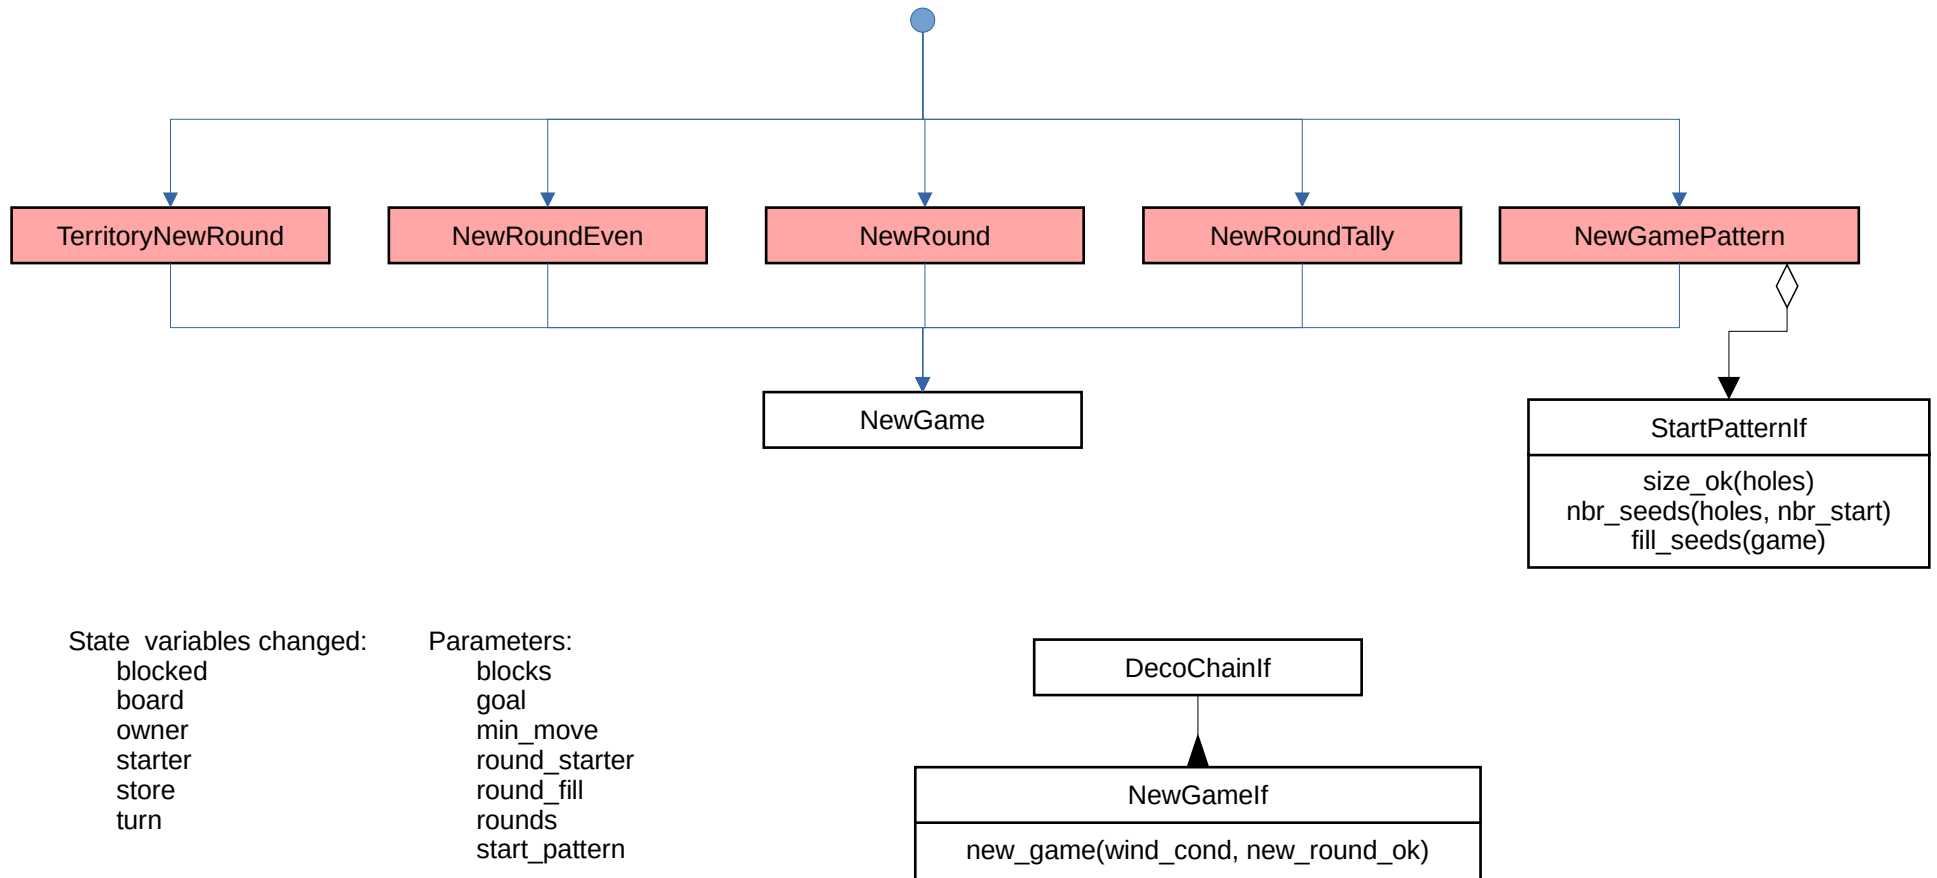 TerritoryNewRound
NewRoundEven
NewRound
NewRoundTally
NewGamePattern
NewGame
StartPatternIf
size_ok(holes)
nbr_seeds(holes, nbr_start)
fill_seeds(game)
State variables changed:
blocked
board
owner
starter
store
turn
Parameters:
blocks
goal
min_move
round_starter
round_fill
rounds
start_pattern
DecoChainIf
NewGameIf
new_game(wind_cond, new_round_ok)